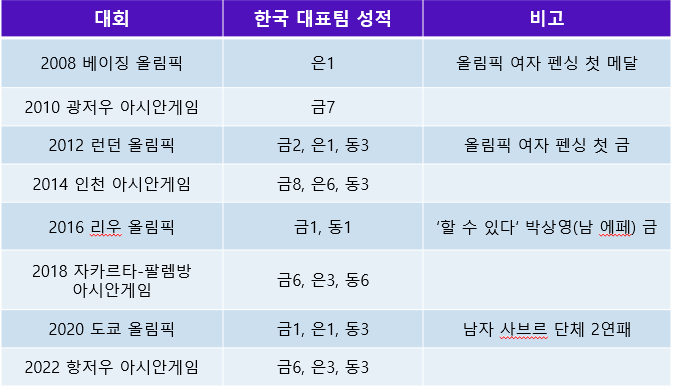 대회 한국 대표팀 성적 비고
2008 베이징 올림픽 은1 올림픽 여자 펜싱 첫 메달
2010 광저우 아시안게임 금7
2012 런던 올림픽 금2, 은1, 동3 올림픽 여자 펜싱 첫 금
2014 인천 아시안게임 금8, 은6, 동3
2016 리우 올림픽 금1, 동1 ‘할 수 있다‘ 박상영(남 에페) 금
2018 자카르타-팔렘방
아시안게임 금6, 은3, 동6
2020 도쿄 올림픽 금1, 은1, 동3 남자 사브르 단체 2연패
2022 항저우 아시안게임 금6, 은3, 동3